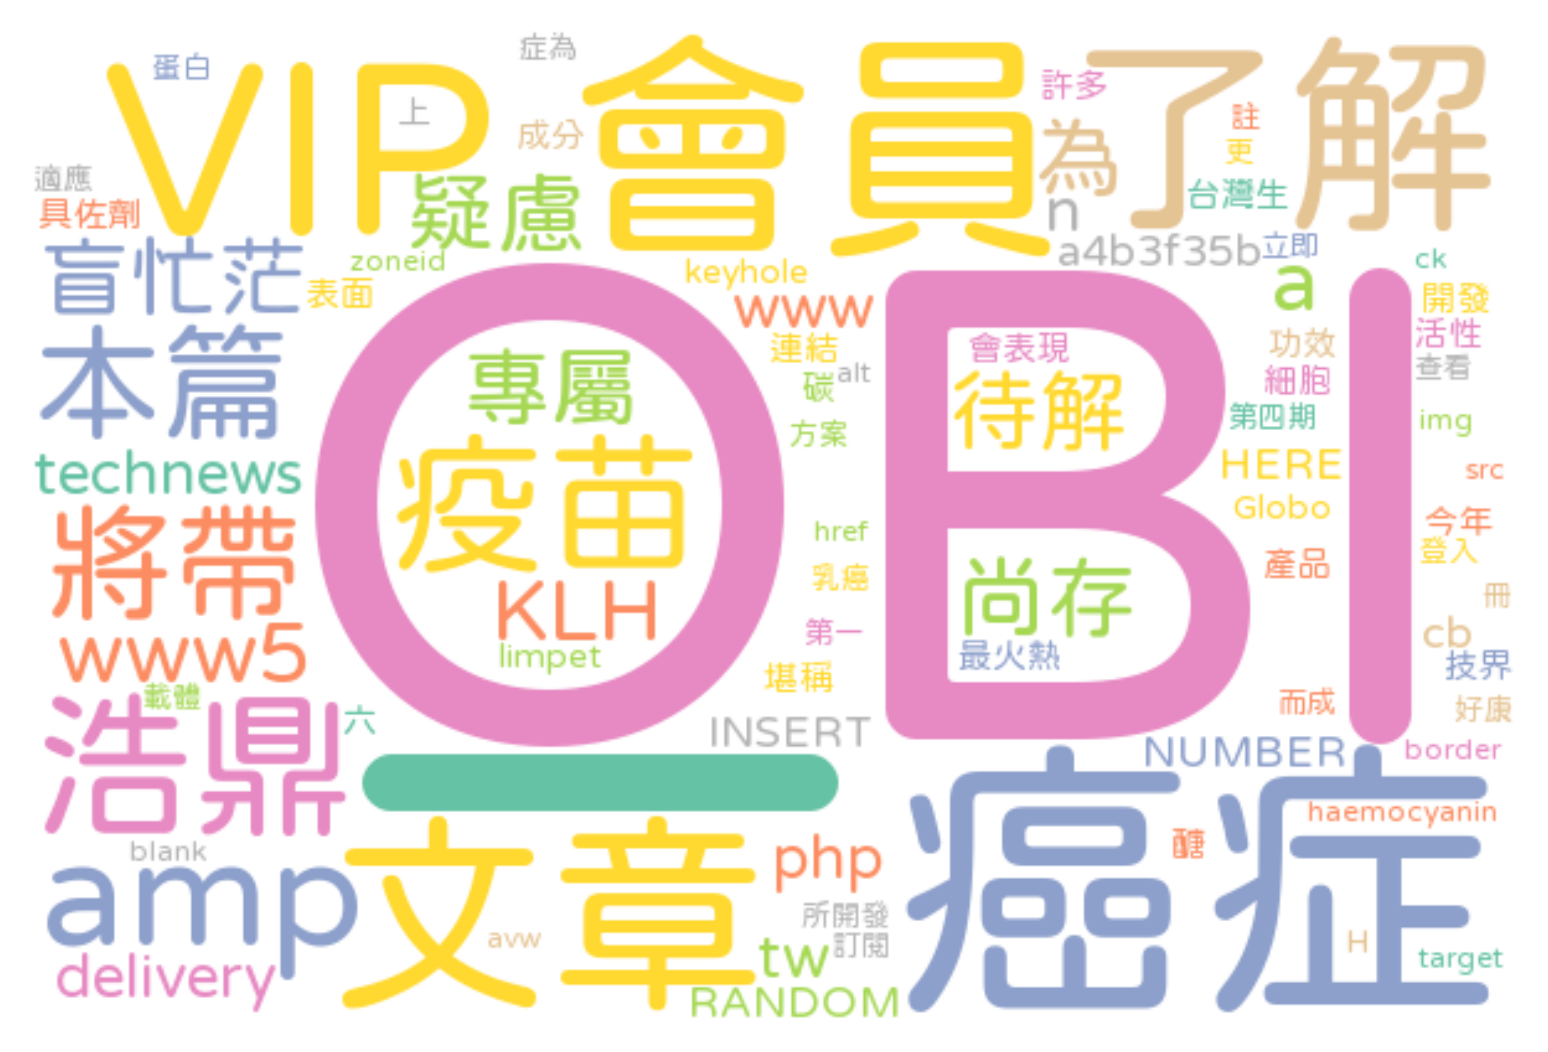 症為
蛋白
VIP
會員
了解
許多
上
成分
註
更
為
適應
疑慮
台灣生
具佐劑
n
盲忙茫
a4b3f35b
立即
zoneid
keyhole
ck
表面
www
a
開發
OBI
本篇
專屬
連結
會表現
功效
活性
碳
alt
待解
細胞
查看
疫苗
方案
第四期
img
technews
HERE
src
將帶
Globo
今年
href
登入
KLH
乳癌
尚存
產品
冊
www5
limpet
第一
最火熱
cb
堪稱
技界
載體
浩鼎
六
INSERT
而成
好康
一
NUMBER
border
癌症
haemocyanin
blank
文章
php
醣
amp
avw
所開發
tw
訂閱
H
target
delivery
RANDOM